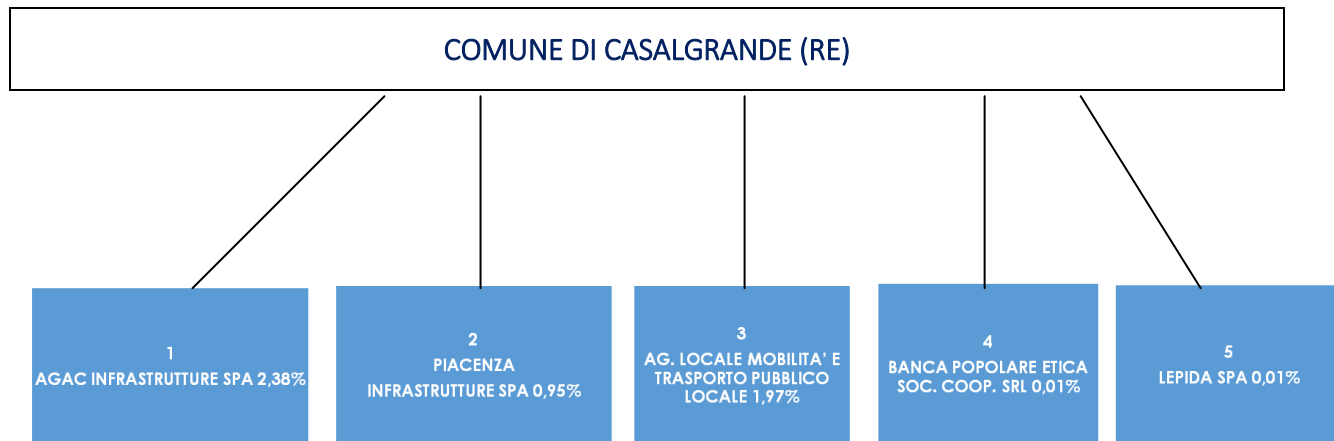 COMUNE DI CASALGRANDE (RE)
1
AGAC INFRASTRUTTURE SPA 2,38%
2
PIACENZA
INFRASTRUTTURE SPA 0,95%
3
AG. LOCALE MOBILITA’ E
TRASPORTO PUBBLICO
LOCALE 1,97%
4
BANCA POPOLARE ETICA
SOC. COOP. SRL 0,01%
5
LEPIDA SPA 0,01%